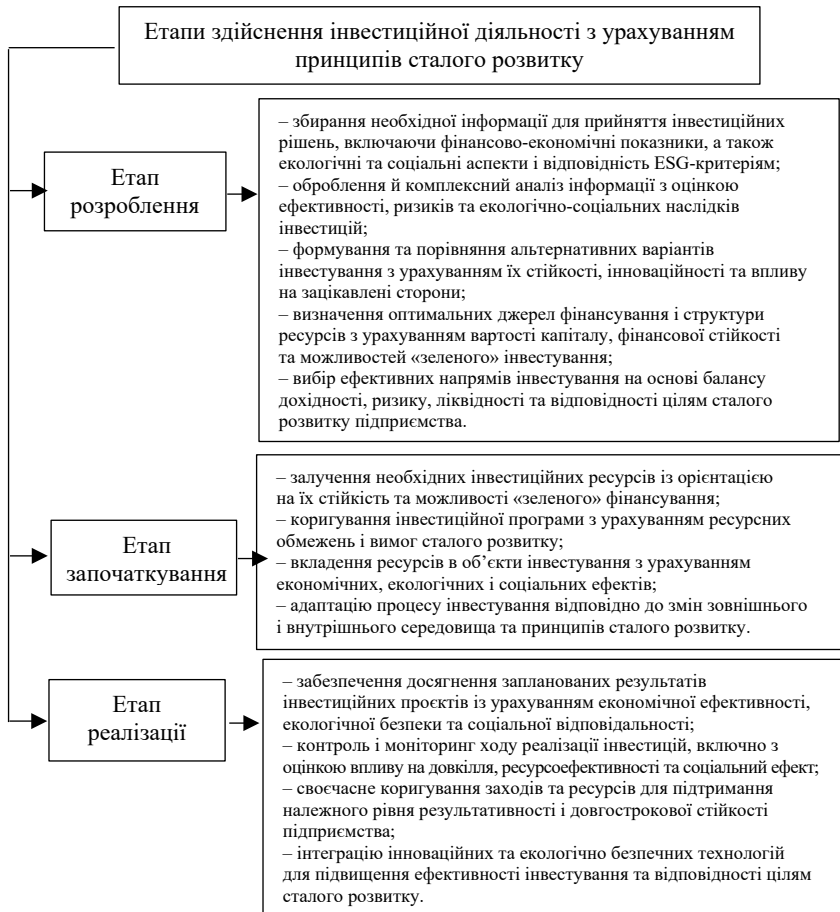 Етапи здійснення інвестиційної діяльності з урахуванням
принципів сталого розвитку
Етап
розроблення
– збирання необхідної інформації для прийняття інвестиційних
рішень, включаючи фінансово-економічні показники, а також
екологічні та соціальні аспекти і відповідність ESG-критеріям;
– оброблення й комплексний аналіз інформації з оцінкою
ефективності, ризиків та екологічно-соціальних наслідків
інвестицій;
– формування та порівняння альтернативних варіантів
інвестування з урахуванням їх стійкості, інноваційності та впливу
на зацікавлені сторони;
– визначення оптимальних джерел фінансування і структури
ресурсів з урахуванням вартості капіталу, фінансової стійкості
та можливостей «зеленого» інвестування;
– вибір ефективних напрямів інвестування на основі балансу
дохідності, ризику, ліквідності та відповідності цілям сталого
розвитку підприємства.
Етап
започаткування
– залучення необхідних інвестиційних ресурсів із орієнтацією
на їх стійкість та можливості «зеленого» фінансування;
– коригування інвестиційної програми з урахуванням ресурсних
обмежень і вимог сталого розвитку;
– вкладення ресурсів в об’єкти інвестування з урахуванням
економічних, екологічних і соціальних ефектів;
– адаптацію процесу інвестування відповідно до змін зовнішнього
і внутрішнього середовища та принципів сталого розвитку.
Етап
реалізації
– забезпечення досягнення запланованих результатів
інвестиційних проєктів із урахуванням економічної ефективності,
екологічної безпеки та соціальної відповідальності;
– контроль і моніторинг ходу реалізації інвестицій, включно з
оцінкою впливу на довкілля, ресурсоефективності та соціальний ефект;
– своєчасне коригування заходів та ресурсів для підтримання
належного рівня результативності і довгострокової стійкості
підприємства;
– інтеграцію інноваційних та екологічно безпечних технологій
для підвищення ефективності інвестування та відповідності цілям
сталого розвитку.